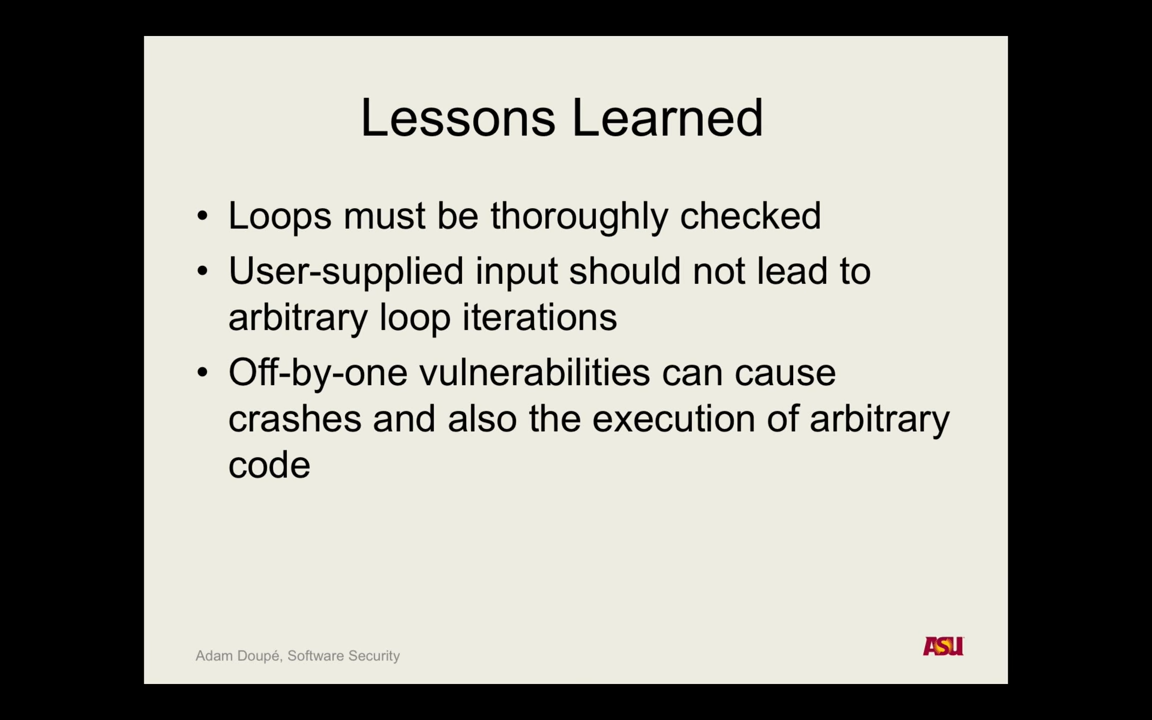 Lessons Learned
• Loops must be thoroughly checked
• User-supplied input should not lead to
arbitrary loop iterations
• Off-by-one vulnerabilities can cause
crashes and also the execution of arbitrary
code
Adam Doupé, Software Security
ASU